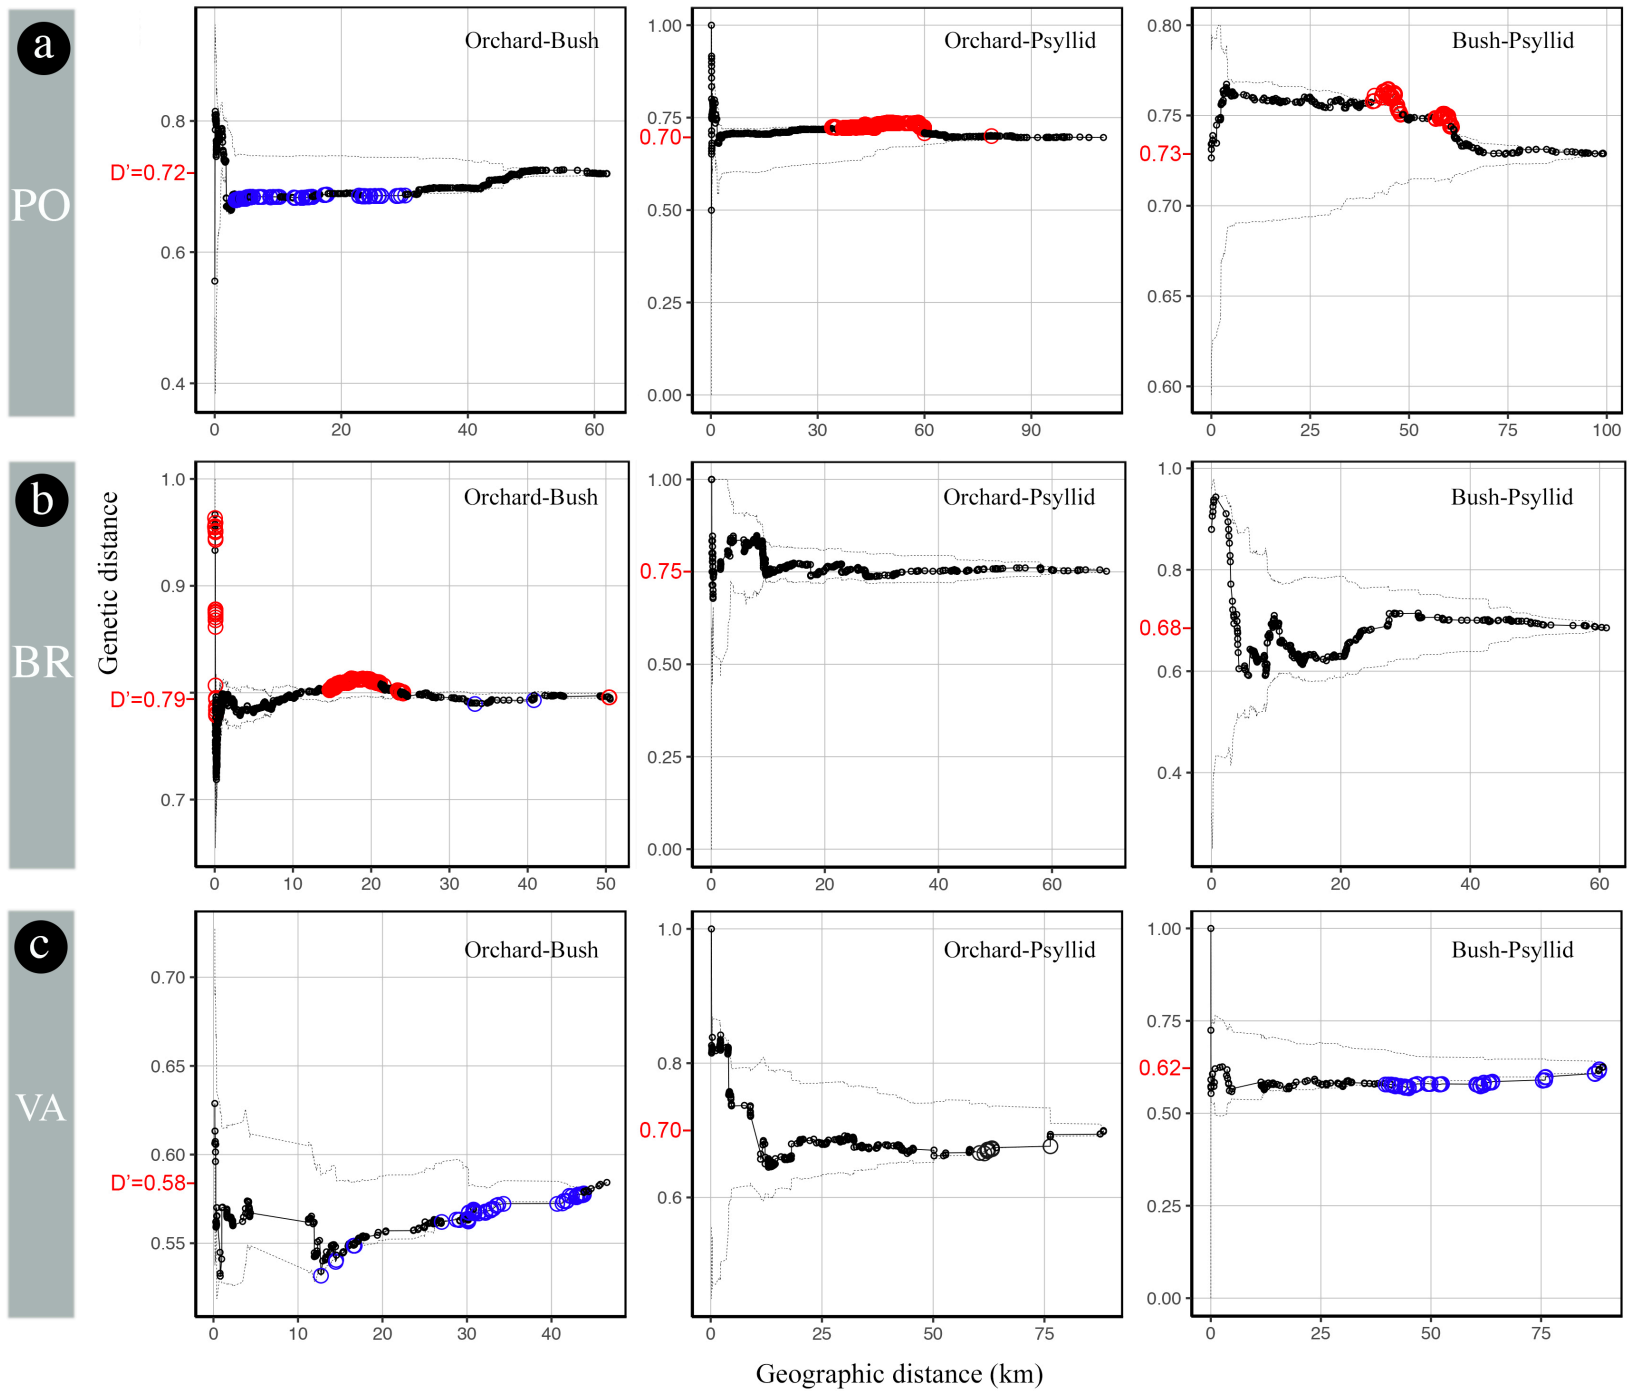 a
PO
Orchard-Bush
0.8
D’=0.72
0.6
0.4
0 20 40 60
Orchard-Psyllid
1.00
0.75
0.70
0.50
0.25
0.00
0 30 60 90
Bush-Psyllid
0.80
0.75
0.73
0.70
0.65
0.60
0 25 50 75 100
b
BR
Genetic distance
Orchard-Bush
1.0
0.9
D’=0.79
0.7
0 10 20 30 40 50
Orchard-Psyllid
1.00
0.75
0.50
0.25
0.00
0 20 40 60
Bush-Psyllid
1.0
0.8
0.68
0.6
0.4
0 20 40 60
c
VA
Orchard-Bush
0.70
0.65
0.60
D’=0.58
0.55
0 10 20 30 40
Orchard-Psyllid
1.0
0.8
0.70
0.6
0 25 50 75
Bush-Psyllid
1.00
0.75
0.62
0.50
0.25
0.00
0 25 50 75
Geographic distance (km)